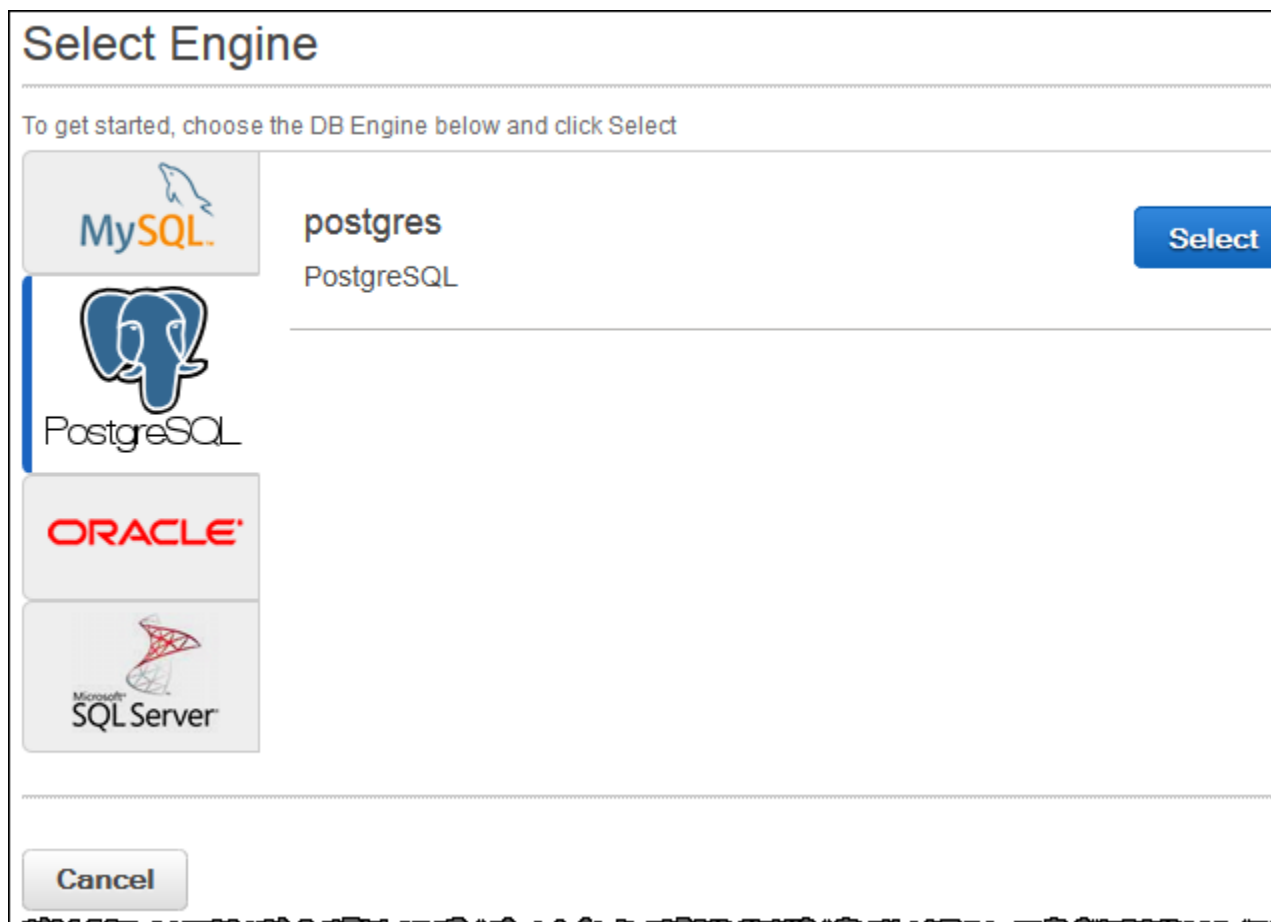 Select Engine
To get started, choose the DB Engine below and click Select
MySQL™
postgres
Select
PostgreSQL
PostgreSQL
ORACLE
Microsoft
SQL Server
Cancel